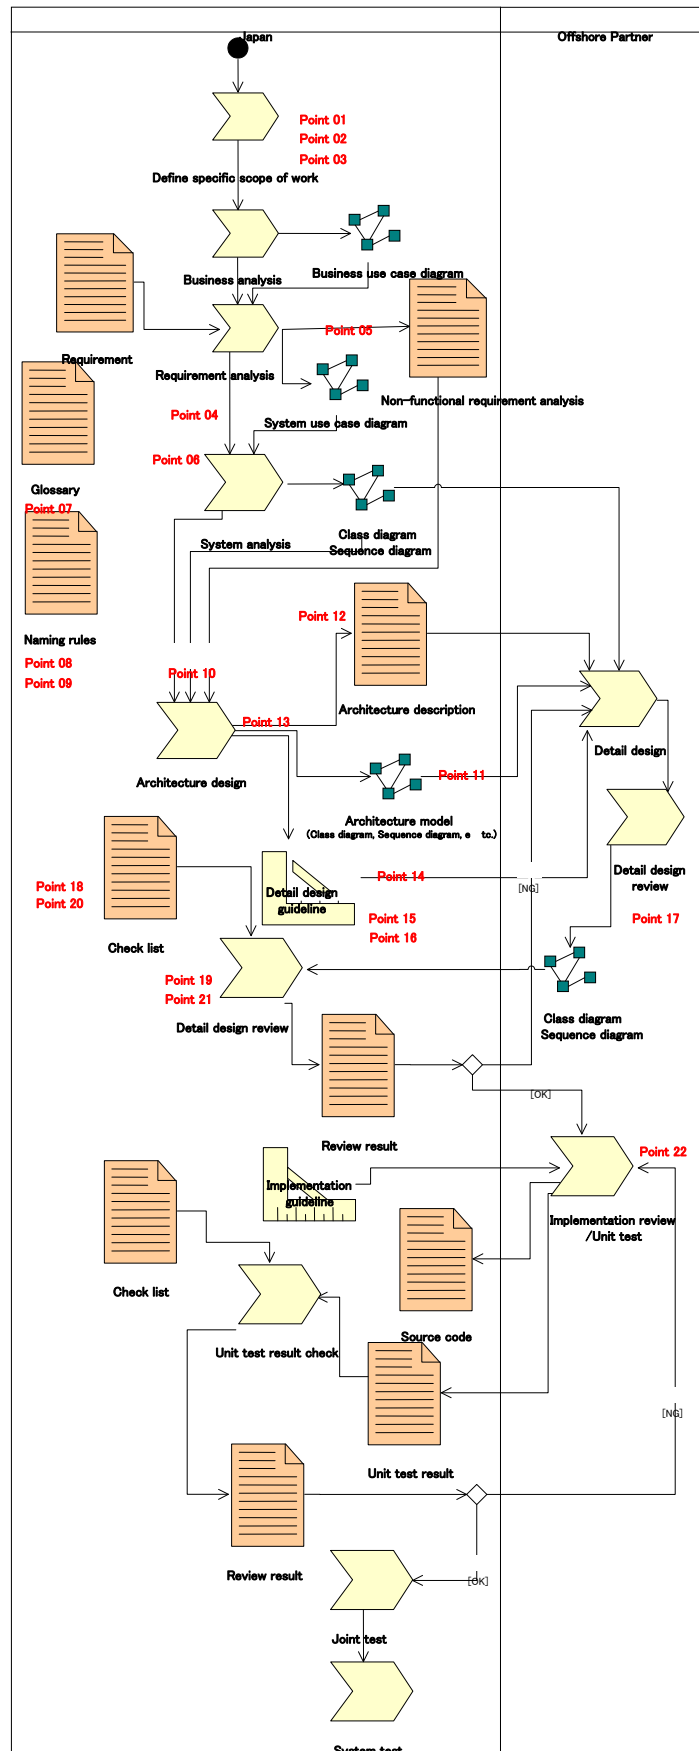 Japan
Offshore Partner
Point 01
Point 02
Point 03
Define specific scope of work
Business analysis
Business use case diagram
Requirement
Point 05
Requirement analysis
Non-functional requirement analysis
Point 04
System use case diagram
Point 06
Glossary
Point 07
Class diagram
Sequence diagram
System analysis
Point 12
Naming rules
Point 08
Point 09
Point 10
Architecture description
Point 13
Detail design
Point 11
Architecture design
Architecture model
(Class diagram, Sequence diagram, e tc.)
Detail design
review
Point 14
[NG]
Point 18
Point 20
Detail design
guideline
Point 15
Point 16
Point 17
Check list
Point 19
Point 21
Detail design review
Class diagram
Sequence diagram
[OK]
Review result
Point 22
Implementation
guideline
Implementation review
/Unit test
Check list
Source code
Unit test result check
[NG]
Unit test result
Review result
[OK]
Joint test
System test